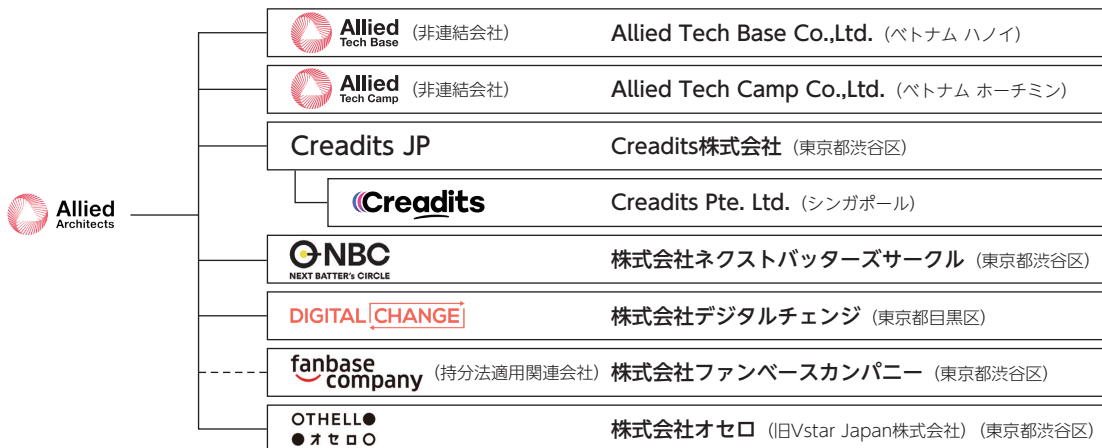 Allied
Architects
Allied
Tech Base
(非連結会社)
Allied Tech Base Co.,Ltd. (ベトナム ハノイ)
Allied
Tech Camp
(非連結会社)
Allied Tech Camp Co.,Ltd. (ベトナム ホーチミン)
Creadits JP
Creadits株式会社 (東京都渋谷区)
Creadits
Creadits Pte. Ltd. (シンガポール)
NBC
NEXT BATTER's CIRCLE
株式会社ネクストバッターズサークル (東京都渋谷区)
DIGITAL CHANGE
株式会社デジタルチェンジ (東京都目黒区)
fanbase
company
(持分法適用関連会社)
株式会社ファンベースカンパニー (東京都渋谷区)
OTHELL●
●オセロ○
株式会社オセロ (旧Vstar Japan株式会社) (東京都渋谷区)